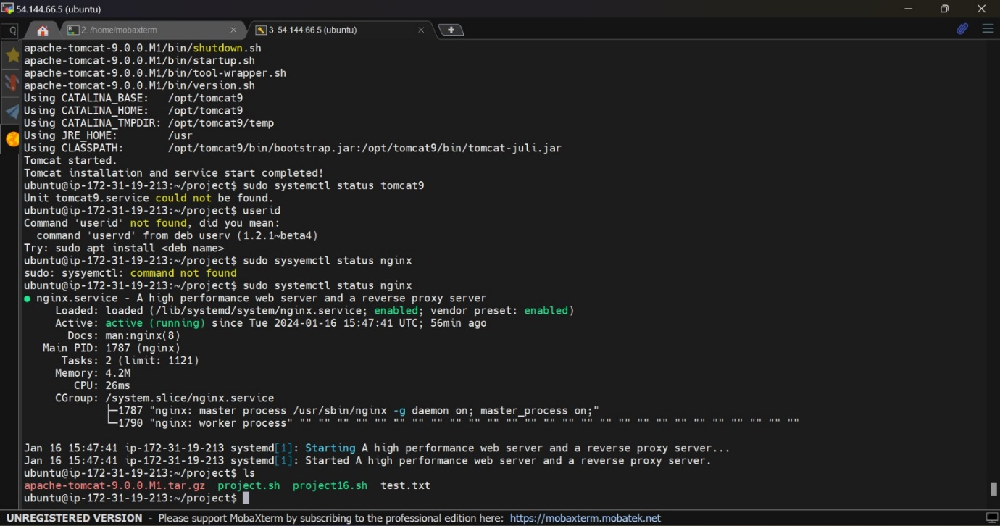 54.144.66.5 (ubuntu)
2. /home/mobaxterm
3. 54.144.66.5 (ubuntu)
apache-tomcat-9.0.0.M1/bin/shutdown.sh
apache-tomcat-9.0.0.M1/bin/startup.sh
apache-tomcat-9.0.0.M1/bin/tool-wrapper.sh
apache-tomcat-9.0.0.M1/bin/version.sh
Using CATALINA_BASE:   /opt/tomcat9
Using CATALINA_HOME:   /opt/tomcat9
Using CATALINA_TMPDIR: /opt/tomcat9/temp
Using JRE_HOME:        /usr
Using CLASSPATH:       /opt/tomcat9/bin/bootstrap.jar:/opt/tomcat9/bin/tomcat-juli.jar
Tomcat started.
Tomcat installation and service start completed!
ubuntu@ip-172-31-19-213:~/project$ sudo systemctl status tomcat9
Unit tomcat9.service could not be found.
ubuntu@ip-172-31-19-213:~/project$ userid
Command 'userid' not found, did you mean:
  command 'uservd' from deb userv (1.2.1~beta4)
Try: sudo apt install <deb name>
ubuntu@ip-172-31-19-213:~/project$ sudo sysyemctl status nginx
sudo: sysyemctl: command not found
ubuntu@ip-172-31-19-213:~/project$ sudo systemctl status nginx
● nginx.service - A high performance web server and a reverse proxy server
     Loaded: loaded (/lib/systemd/system/nginx.service; enabled; vendor preset: enabled)
     Active: active (running) since Tue 2024-01-16 15:47:41 UTC; 56min ago
       Docs: man:nginx(8)
   Main PID: 1787 (nginx)
      Tasks: 2 (limit: 1121)
     Memory: 4.2M
        CPU: 26ms
     CGroup: /system.slice/nginx.service
             ├─1787 "nginx: master process /usr/sbin/nginx -g daemon on; master_process on;"
             └─1790 "nginx: worker process" "" "" "" "" "" "" "" "" "" "" "" "" "" "" "" "" "" "" "" "" "" "" "" "" "" "" ""

Jan 16 15:47:41 ip-172-31-19-213 systemd[1]: Starting A high performance web server and a reverse proxy server...
Jan 16 15:47:41 ip-172-31-19-213 systemd[1]: Started A high performance web server and a reverse proxy server.
ubuntu@ip-172-31-19-213:~/project$ ls
apache-tomcat-9.0.0.M1.tar.gz  project.sh  project16.sh  test.txt
ubuntu@ip-172-31-19-213:~/project$
UNREGISTERED VERSION - Please support MobaXterm by subscribing to the professional edition here: https://mobaxterm.mobatek.net